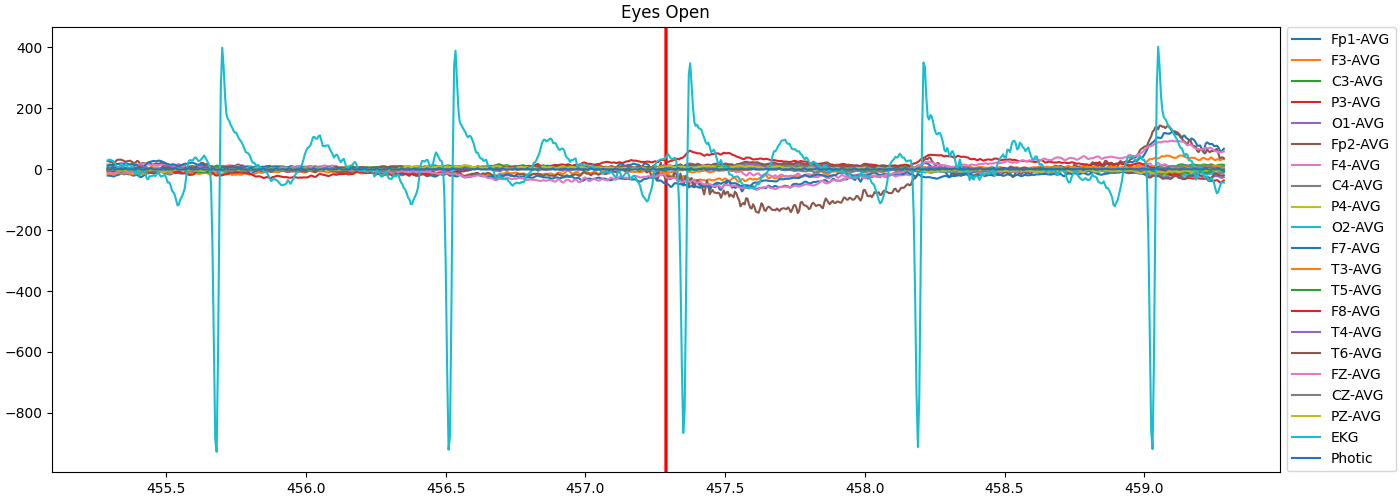 Eyes Open
400
200
0
−200
−400
−600
−800
455.5 456.0 456.5 457.0 457.5 458.0 458.5 459.0
Fp1-AVG
F3-AVG
C3-AVG
P3-AVG
O1-AVG
Fp2-AVG
F4-AVG
C4-AVG
P4-AVG
O2-AVG
F7-AVG
T3-AVG
T5-AVG
F8-AVG
T4-AVG
T6-AVG
FZ-AVG
CZ-AVG
PZ-AVG
EKG
Photic